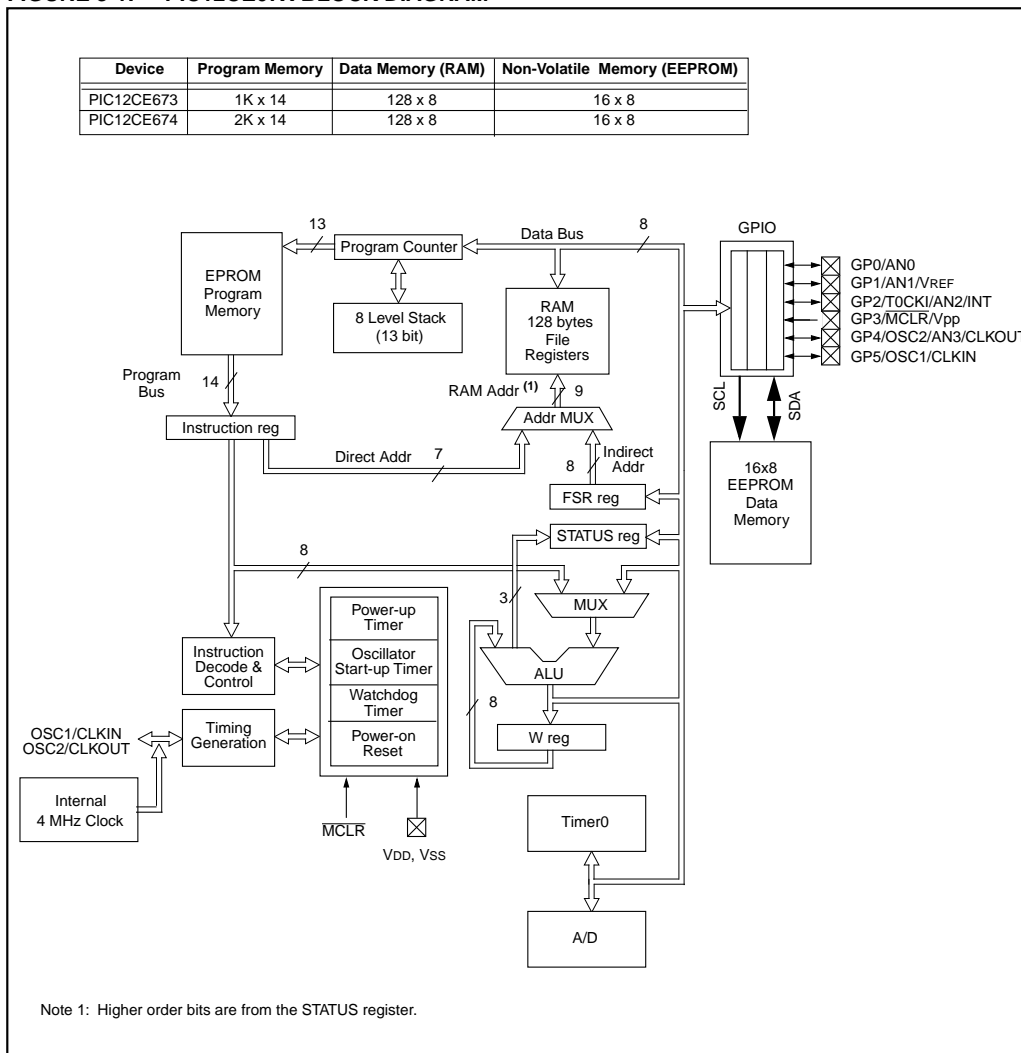 Device Program Memory Data Memory (RAM) Non-Volatile Memory (EEPROM)
PIC12CE673 1K x 14 128 x 8 16 x 8
PIC12CE674 2K x 14 128 x 8 16 x 8
EPROM
Program
Memory
13
Program Counter
8 Level Stack
(13 bit)
Data Bus
8
RAM
128 bytes
File
Registers
GPIO
GP0/AN0
GP1/AN1/VREF
GP2/T0CKI/AN2/INT
GP3/MCLR/Vpp
GP4/OSC2/AN3/CLKOUT
GP5/OSC1/CLKIN
SCL
SDA
16x8
EEPROM
Data
Memory
Program
Bus
14
Instruction reg
RAM Addr (1)
9
Addr MUX
Direct Addr
7
8
Indirect
Addr
FSR reg
STATUS reg
8
3
MUX
ALU
8
W reg
Power-up
Timer
Oscillator
Start-up Timer
Watchdog
Timer
Power-on
Reset
Instruction
Decode &
Control
Timing
Generation
OSC1/CLKIN
OSC2/CLKOUT
Internal
4 MHz Clock
MCLR
VDD, VSS
Timer0
A/D
Note 1: Higher order bits are from the STATUS register.